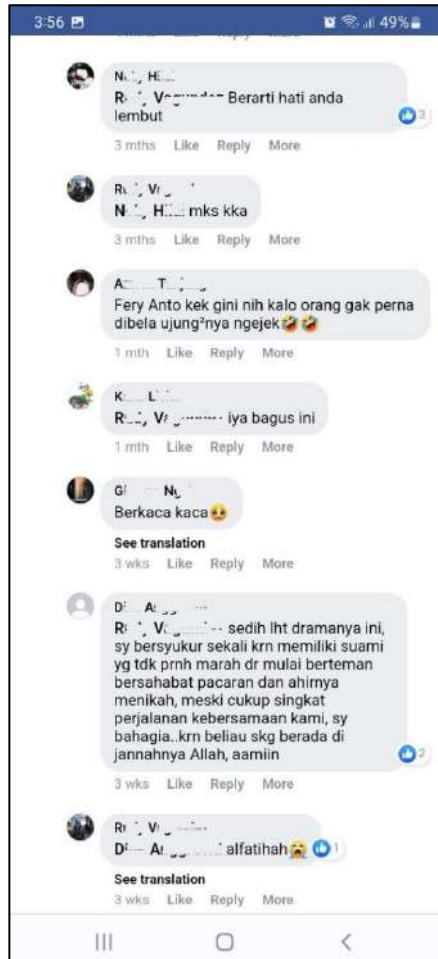 3:56 49%
Berarti hati anda
lembut
3
3 mths Like Reply More
mks kka
3 mths Like Reply More
Fery Anto kek gini nih kalo orang gak perna
dibela ujung²nya ngejek🤣🤣
1 mth Like Reply More
iya bagus ini
1 mth Like Reply More
Berkaca kaca🥹
See translation
3 wks Like Reply More
sedih lht dramanya ini,
sy bersyukur sekali krn memiliki suami
yg tdk prnh marah dr mulai berteman
bersahabat pacaran dan ahirnya
menikah, meski cukup singkat
perjalanan kebersamaan kami, sy
bahagia..krn beliau skg berada di
jannahnya Allah, aamiin
2
3 wks Like Reply More
alfatihah😭 1
See translation
3 wks Like Reply More